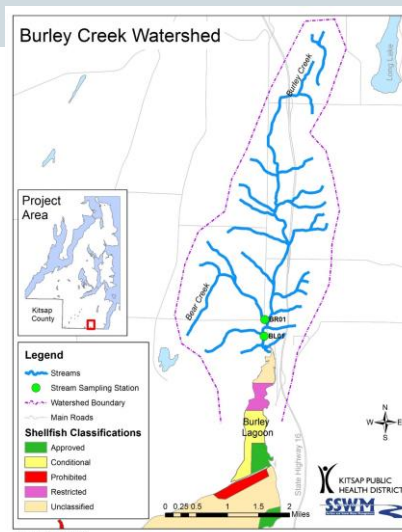 Burley Creek Watershed
Long Lake
Burley Creek
Project
Area
Kitsap
County
Bear Creek
BR01
BL01
Legend
Streams
Stream Sampling Station
Watershed Boundary
Main Roads
Shellfish Classifications
Approved
Conditional
Prohibited
Restricted
Unclassified
Burley
Lagoon
State Highway 16
N
W E
S
0 0.25 0.5 1 1.5 2
Miles
KITSAP PUBLIC
HEALTH DISTRICT
SSWM